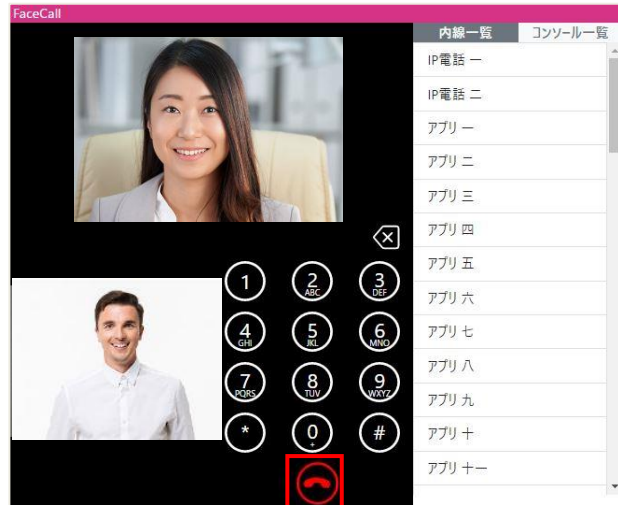 FaceCall
内線一覧 コンソール一覧
IP電話 一
IP電話 二
アプリ 一
アプリ 二
アプリ 三
アプリ 四
アプリ 五
アプリ 六
アプリ 七
アプリ 八
アプリ 九
アプリ 十
アプリ 十一
1 2 ABC 3 DEF
4 GHI 5 JKL 6 MNO
7 PQRS 8 TUV 9 WXYZ
* 0 + #